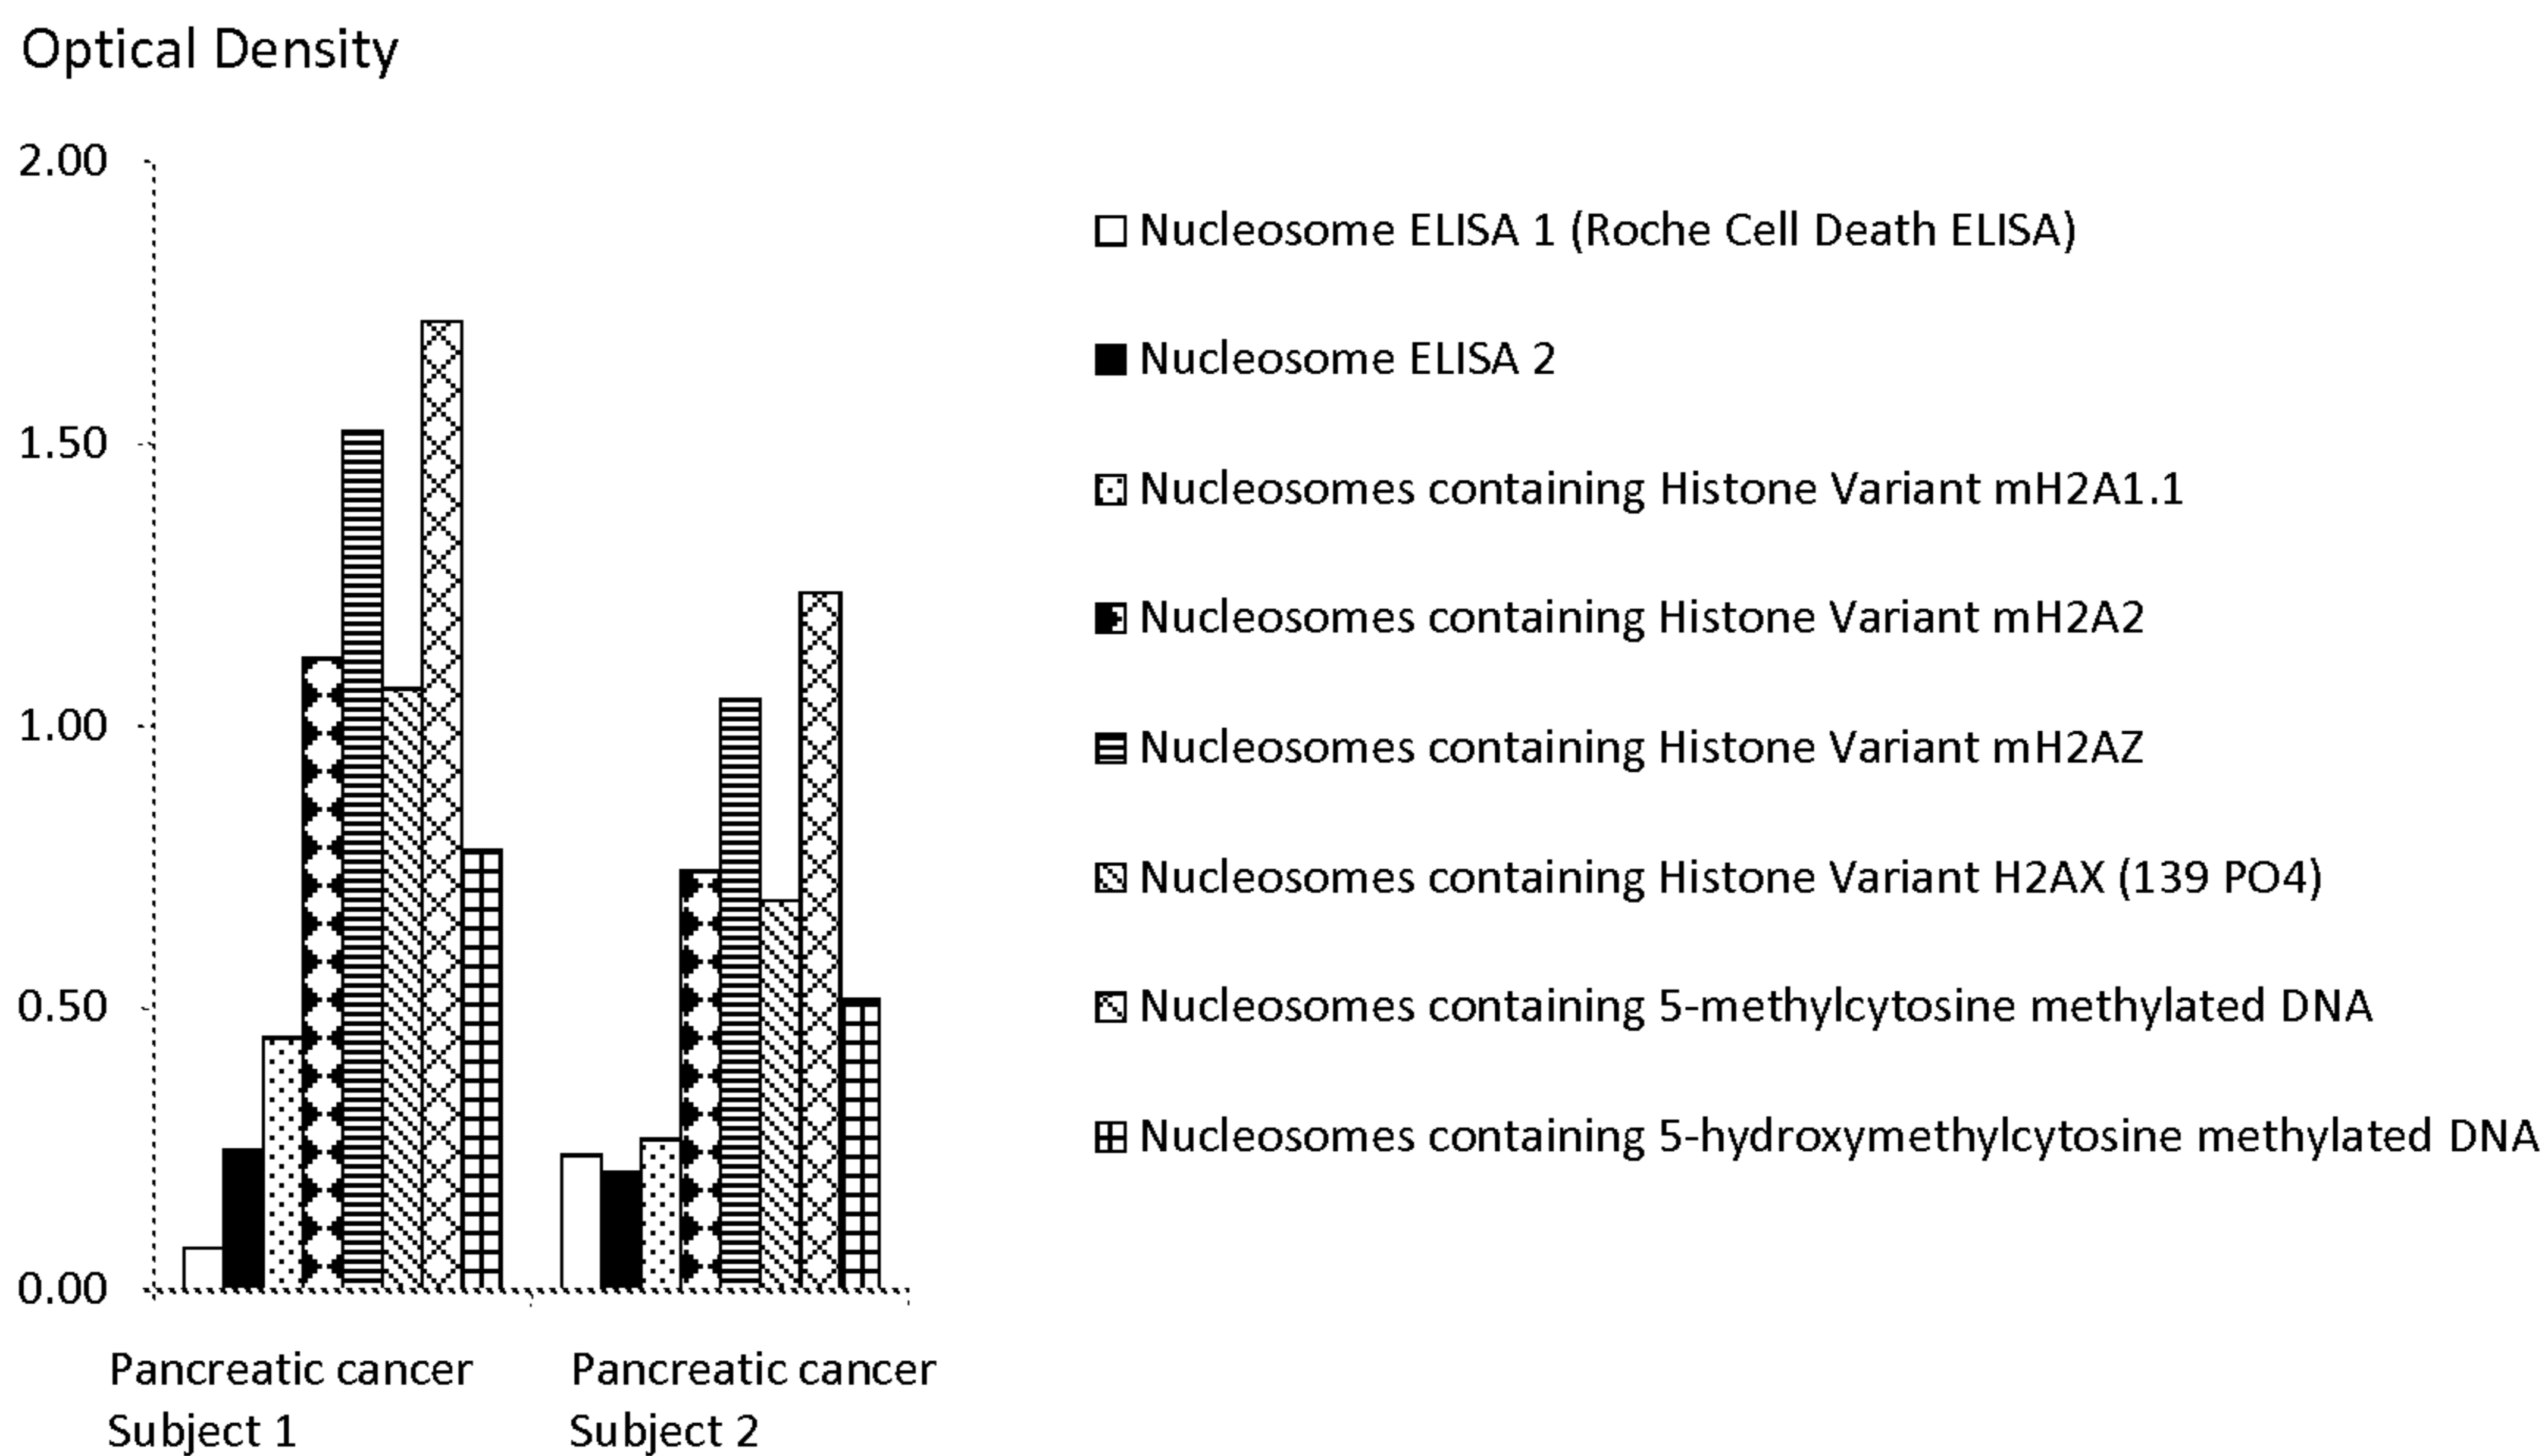 Optical Density
2.00
1.50
1.00
0.50
0.00
Pancreatic cancer
Subject 1
Pancreatic cancer
Subject 2
Nucleosome ELISA 1 (Roche Cell Death ELISA)
Nucleosome ELISA 2
Nucleosomes containing Histone Variant mH2A1.1
Nucleosomes containing Histone Variant mH2A2
Nucleosomes containing Histone Variant mH2AZ
Nucleosomes containing Histone Variant H2AX (139 PO4)
Nucleosomes containing 5-methylcytosine methylated DNA
Nucleosomes containing 5-hydroxymethylcytosine methylated DNA